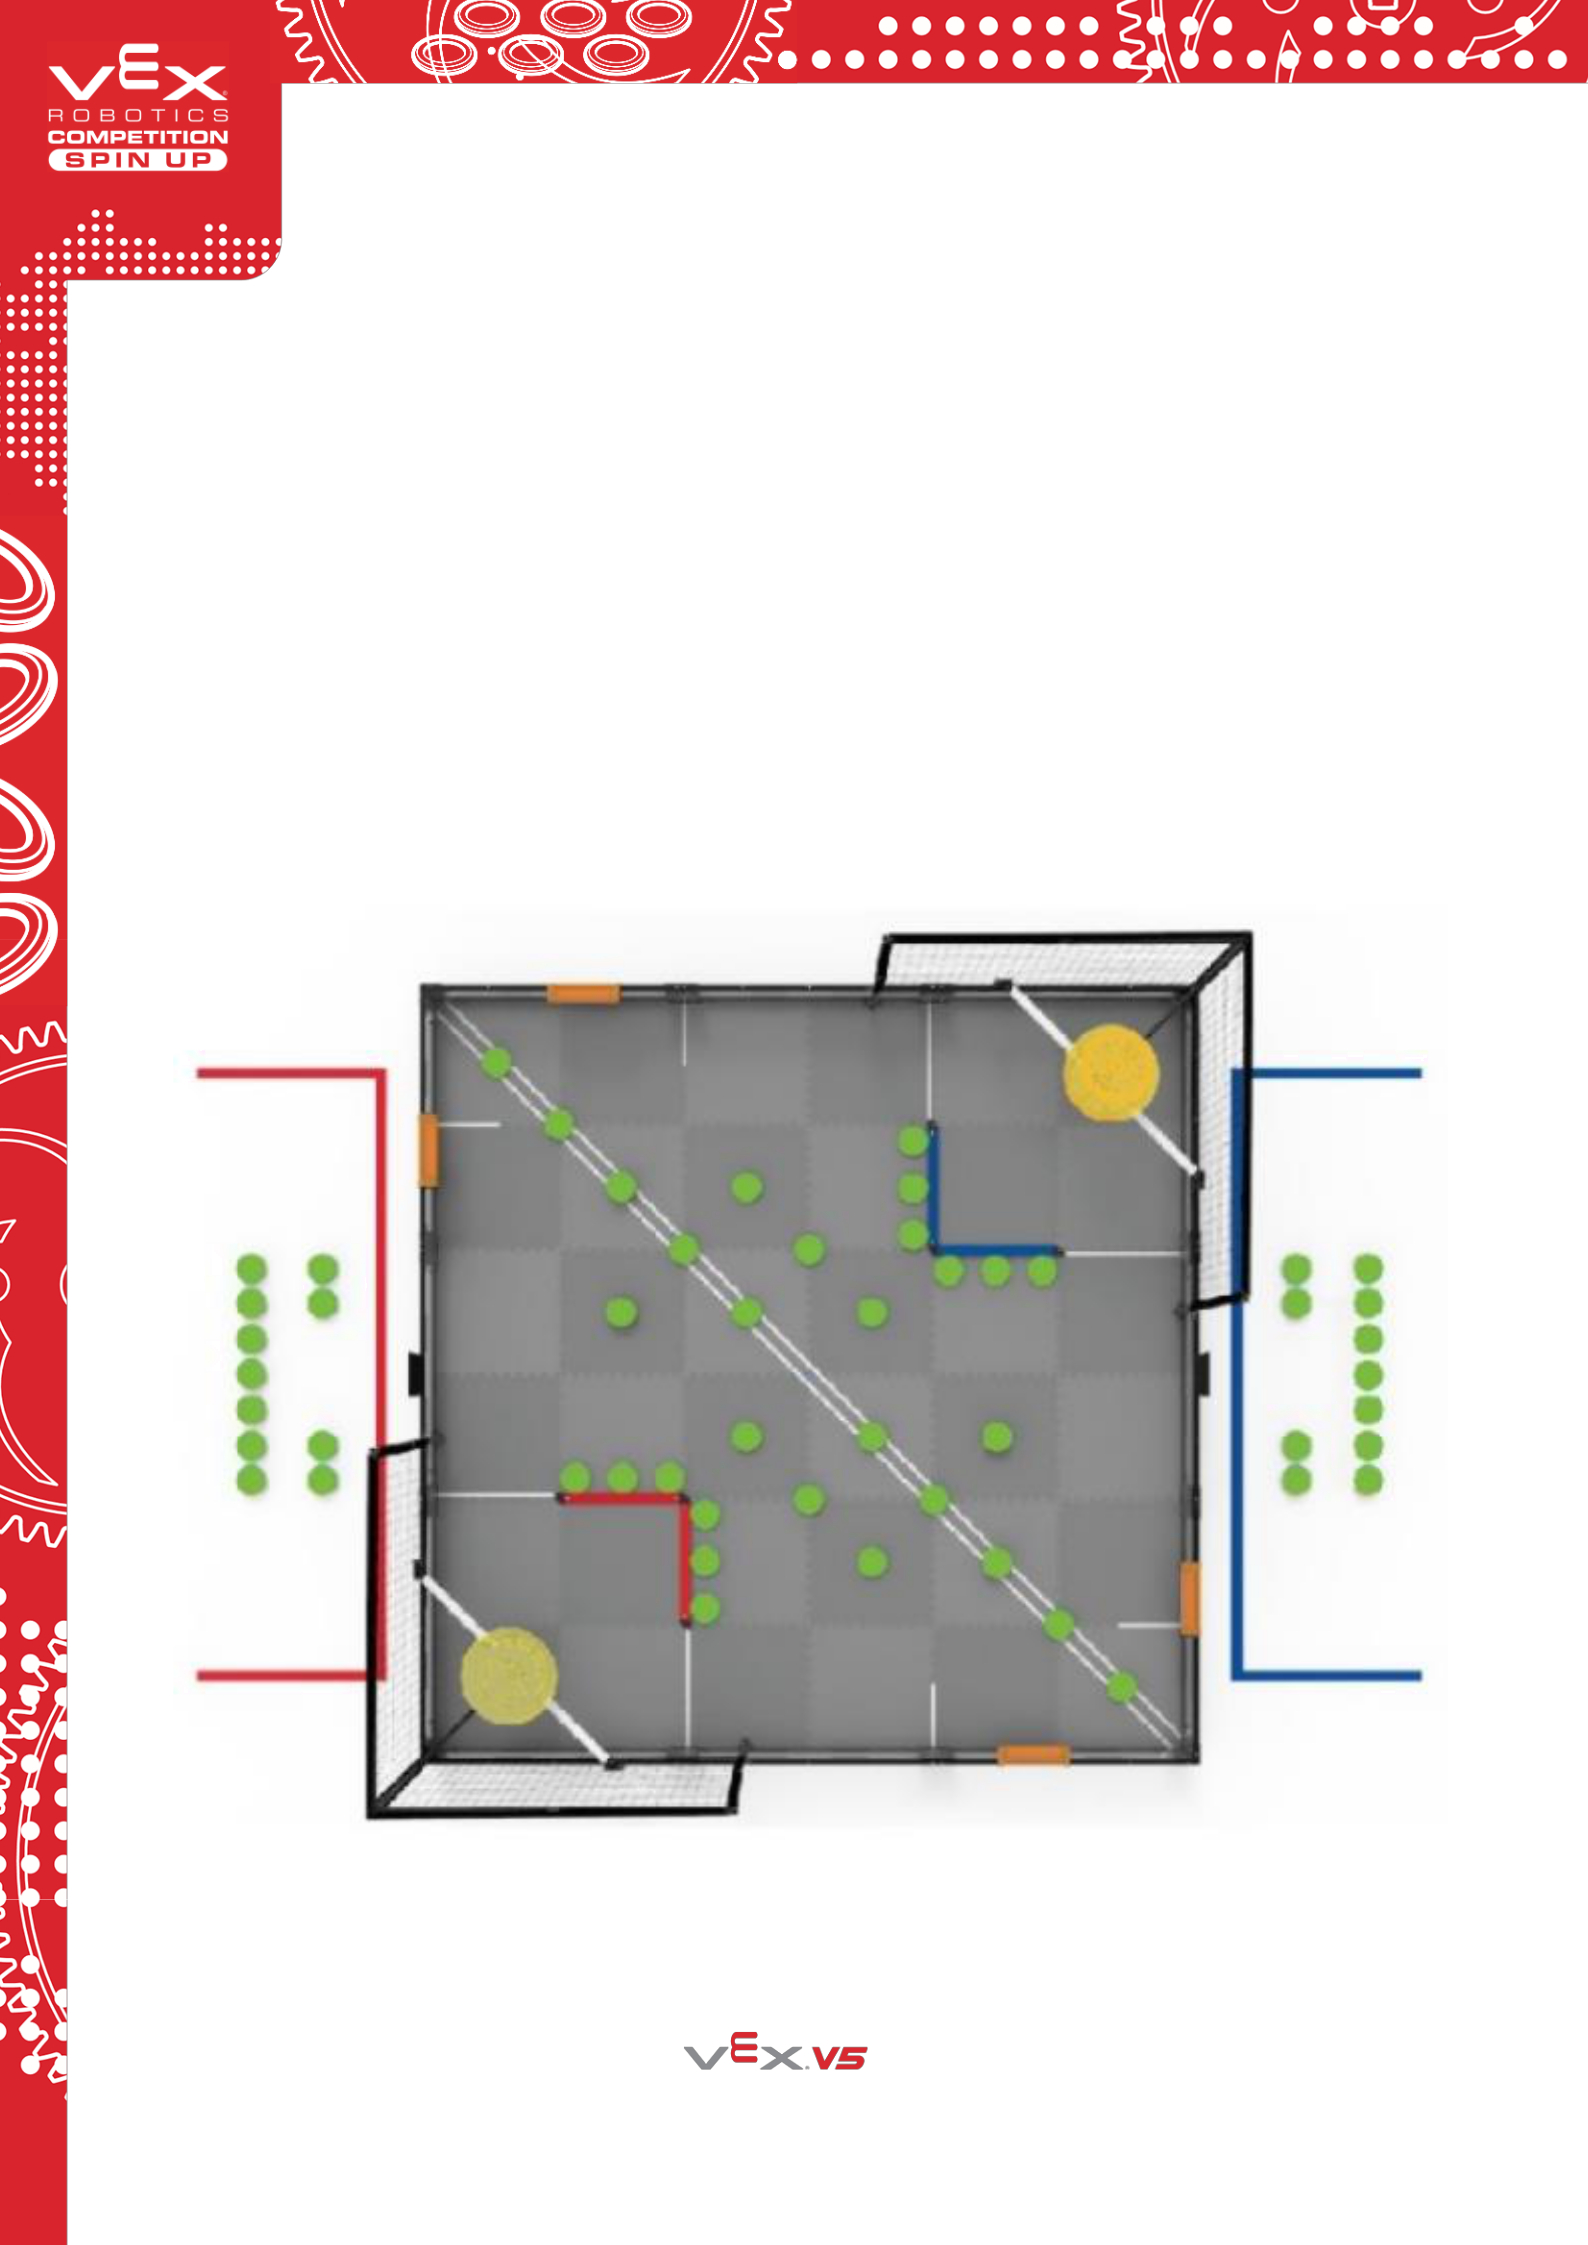 VEX
ROBOTICS
COMPETITION
SPIN UP
VEX V5